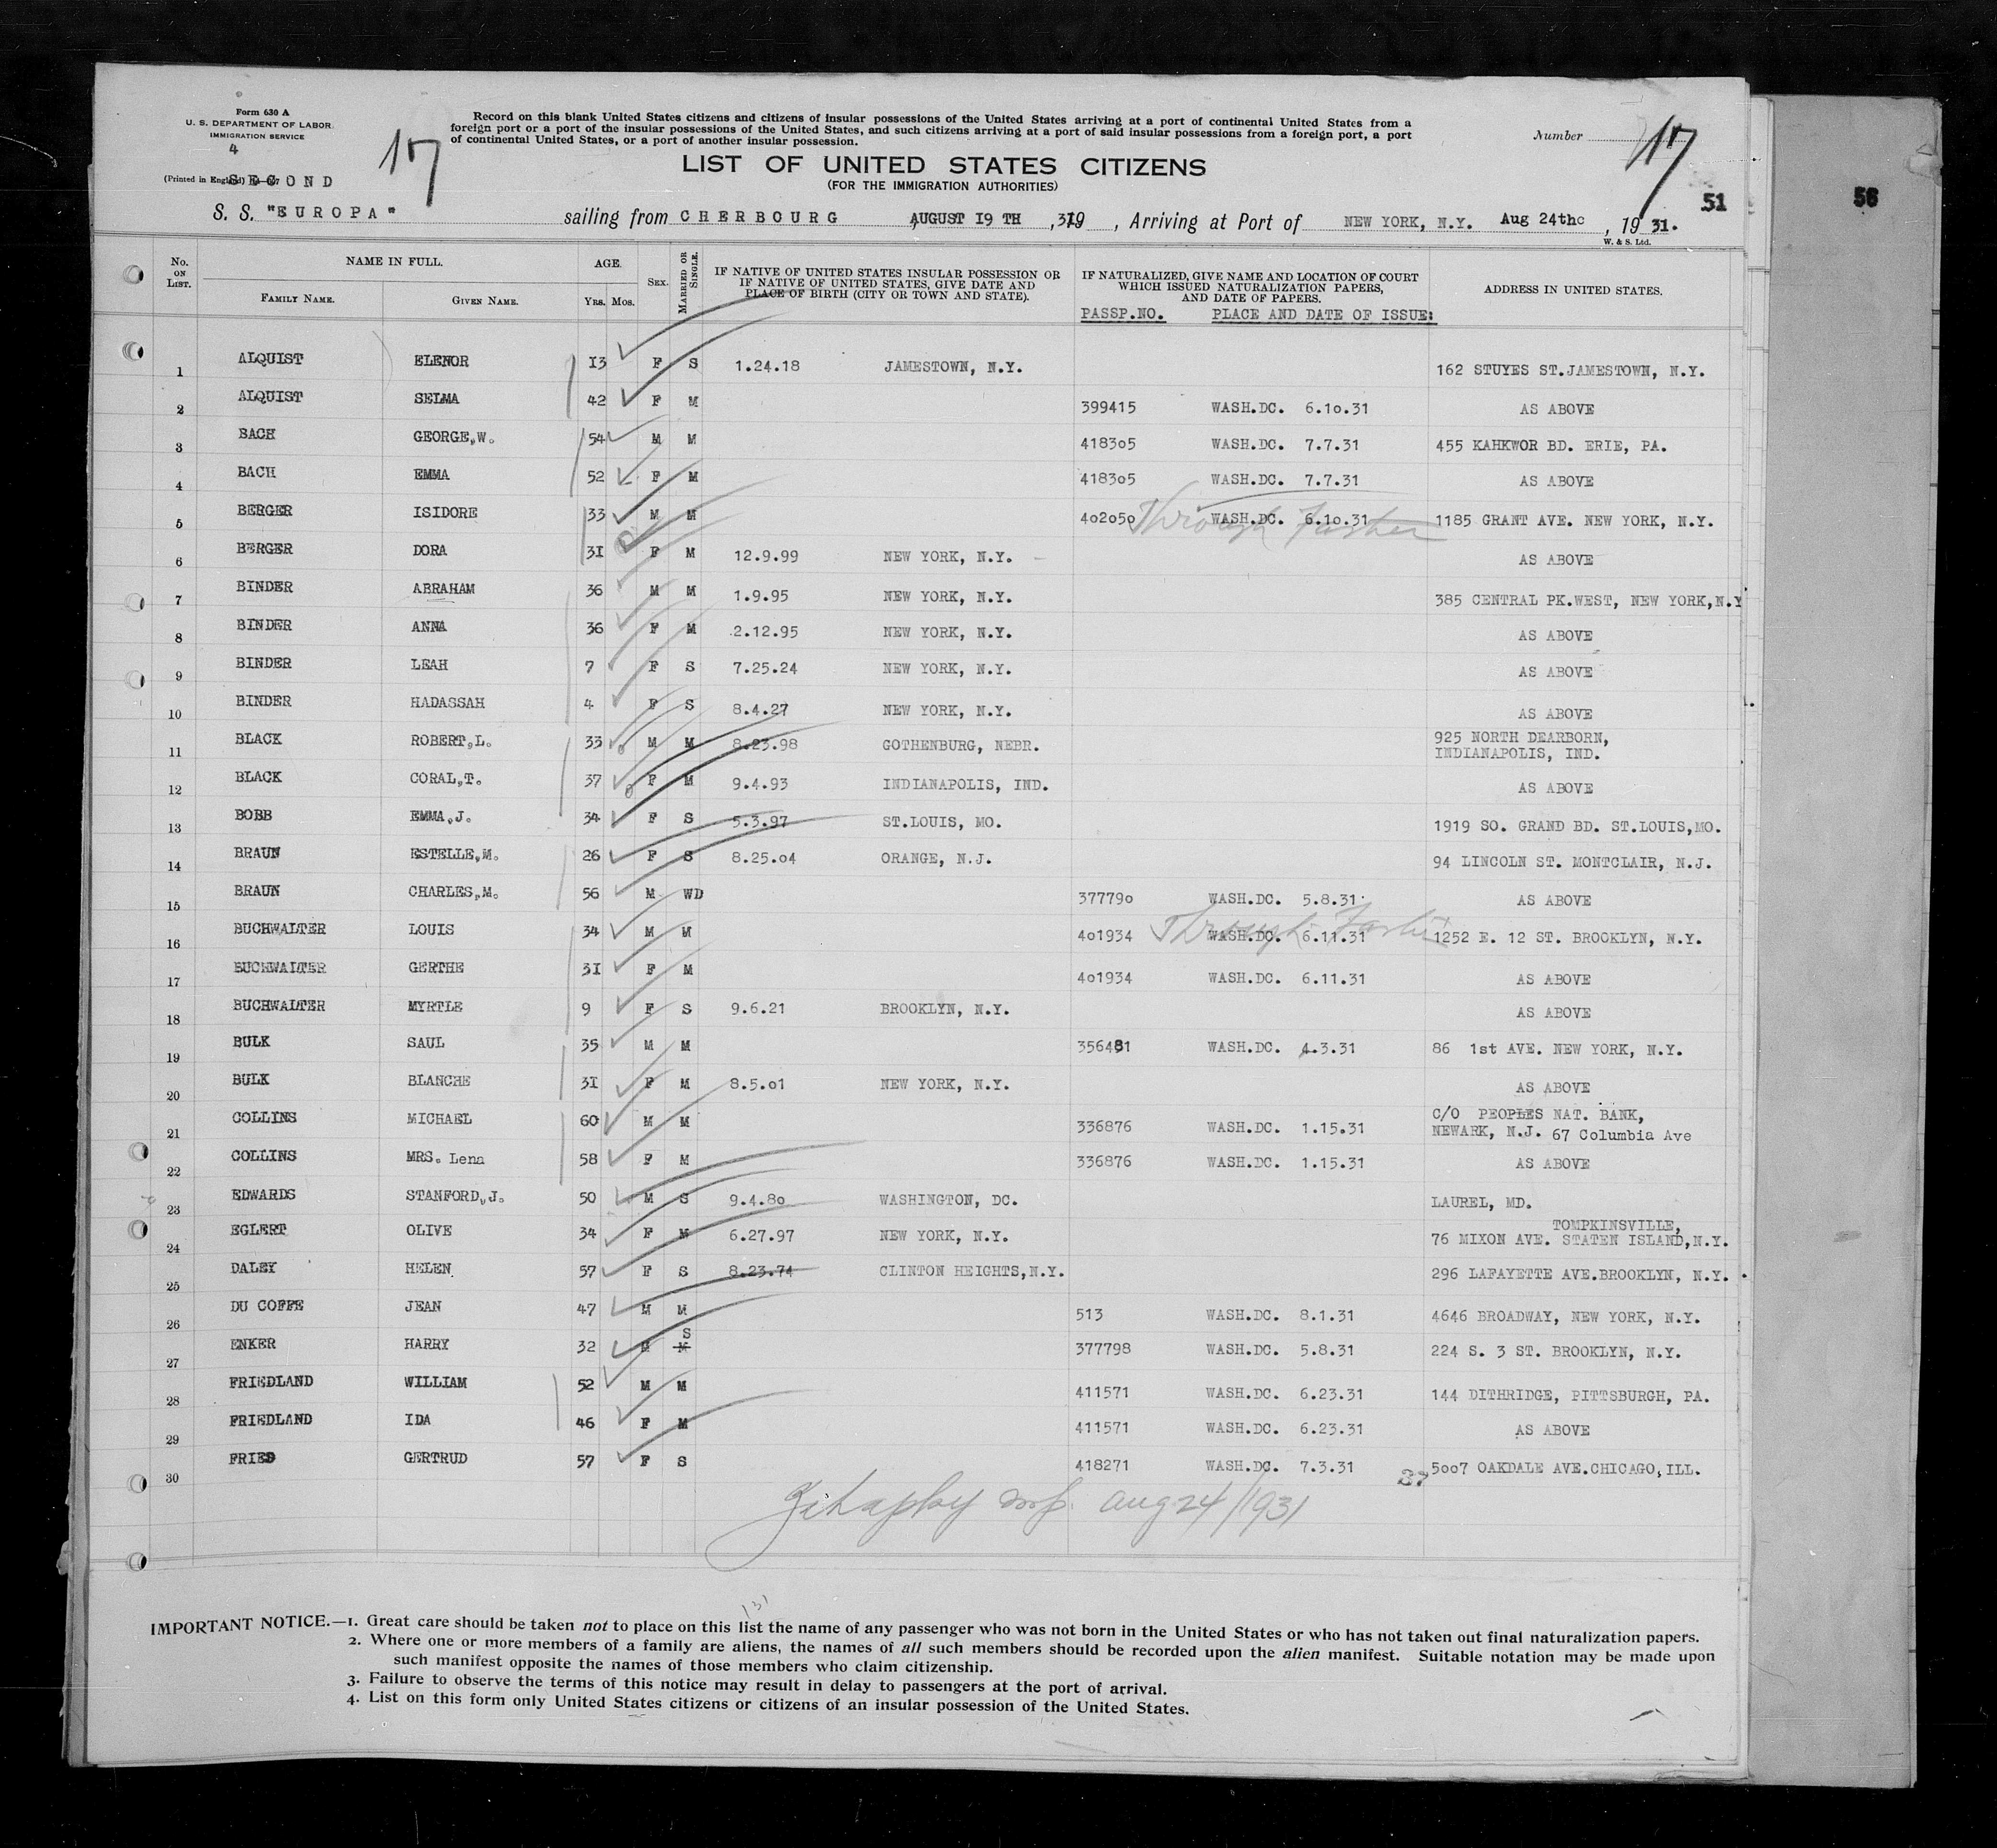 Form 630 A
U. S. DEPARTMENT OF LABOR
IMMIGRATION SERVICE
4
(Printed in England)
SECOND
17
Record on this blank United States citizens and citizens of insular possessions of the United States arriving at a port of continental United States from a
foreign port or a port of the insular possessions of the United States, and such citizens arriving at a port of said insular possessions from a foreign port, a port
of continental United States, or a port of another insular possession.
Number 17
LIST OF UNITED STATES CITIZENS
(FOR THE IMMIGRATION AUTHORITIES)
51
56
S. S. "EUROPA" sailing from CHERBOURG, AUGUST 19 TH, 31, Arriving at Port of NEW YORK, N.Y. Aug 24th, 1931.
W. & S. Ltd.
No. ON LIST. NAME IN FULL. AGE. SEX. MARRIED OR SINGLE. IF NATIVE OF UNITED STATES INSULAR POSSESSION OR IF NATIVE OF UNITED STATES, GIVE DATE AND PLACE OF BIRTH (CITY OR TOWN AND STATE). IF NATURALIZED, GIVE NAME AND LOCATION OF COURT WHICH ISSUED NATURALIZATION PAPERS, AND DATE OF PAPERS. ADDRESS IN UNITED STATES.
FAMILY NAME. GIVEN NAME. Yrs. Mos. PASSP.NO. PLACE AND DATE OF ISSUE:
1 ALQUIST ELENOR 13 F S 1.24.18 JAMESTOWN, N.Y. 162 STUYES ST.JAMESTOWN, N.Y.
2 ALQUIST SELMA 42 F M 399415 WASH.DC. 6.10.31 AS ABOVE
3 BACH GEORGE,W. 54 M M 418305 WASH.DC. 7.7.31 455 KAHKWOR BD. ERIE, PA.
4 BACH EMMA 52 F M 418305 WASH.DC. 7.7.31 AS ABOVE
5 BERGER ISIDORE 33 M M 402050 WASH.DC. 6.10.31 1185 GRANT AVE. NEW YORK, N.Y.
Through Father
6 BERGER DORA 31 F M 12.9.99 NEW YORK, N.Y. AS ABOVE
7 BINDER ABRAHAM 36 M M 1.9.95 NEW YORK, N.Y. 385 CENTRAL PK.WEST, NEW YORK,N.Y
8 BINDER ANNA 36 F M 2.12.95 NEW YORK, N.Y. AS ABOVE
9 BINDER LEAH 7 F S 7.25.24 NEW YORK, N.Y. AS ABOVE
10 BINDER HADASSAH 4 F S 8.4.27 NEW YORK, N.Y. AS ABOVE
11 BLACK ROBERT,L. 33 M M 8.23.98 GOTHENBURG, NEBR. 925 NORTH DEARBORN,
INDIANAPOLIS, IND.
12 BLACK CORAL,T. 37 F M 9.4.93 INDIANAPOLIS, IND. AS ABOVE
13 BOBB EMMA,J. 34 F S 5.3.97 ST.LOUIS, MO. 1919 SO. GRAND BD. ST.LOUIS,MO.
14 BRAUN ESTELLE,M. 26 F S 8.25.04 ORANGE, N.J. 94 LINCOLN ST. MONTCLAIR, N.J.
15 BRAUN CHARLES,M. 56 M WD 377790 WASH.DC. 5.8.31 AS ABOVE
16 BUCHWALTER LOUIS 34 M M 401934 WASH.DC. 6.11.31 1252 E. 12 ST. BROOKLYN, N.Y.
Through Father
17 BUCHWALTER GERTHE 31 F M 401934 WASH.DC. 6.11.31 AS ABOVE
18 BUCHWALTER MYRTLE 9 F S 9.6.21 BROOKLYN, N.Y. AS ABOVE
19 BULK SAUL 35 M M 356481 WASH.DC. 4.3.31 86 1st AVE. NEW YORK, N.Y.
20 BULK BLANCHE 31 F M 8.5.01 NEW YORK, N.Y. AS ABOVE
21 COLLINS MICHAEL 60 M M 336876 WASH.DC. 1.15.31 C/O PEOPLES NAT. BANK,
NEWARK, N.J. 67 Columbia Ave
22 COLLINS MRS. Lena 58 F M 336876 WASH.DC. 1.15.31 AS ABOVE
23 EDWARDS STANFORD,J. 50 M S 9.4.80 WASHINGTON, DC. LAUREL, MD.
24 EGLERT OLIVE 34 F M 6.27.97 NEW YORK, N.Y. TOMPKINSVILLE,
76 MIXON AVE. STATEN ISLAND,N.Y.
25 DALEY HELEN 57 F S 8.23.74 CLINTON HEIGHTS,N.Y. 296 LAFAYETTE AVE.BROOKLYN, N.Y.
26 DU COFFE JEAN 47 M M 513 WASH.DC. 8.1.31 4646 BROADWAY, NEW YORK, N.Y.
27 ENKER HARRY 32 M S M 377798 WASH.DC. 5.8.31 224 S. 3 ST. BROOKLYN, N.Y.
28 FRIEDLAND WILLIAM 52 M M 411571 WASH.DC. 6.23.31 144 DITHRIDGE, PITTSBURGH, PA.
29 FRIEDLAND IDA 46 F M 411571 WASH.DC. 6.23.31 AS ABOVE
30 FRIED GERTRUD 57 F S 418271 WASH.DC. 7.3.31 5007 OAKDALE AVE.CHICAGO,ILL.
37
Aug 24/1931
IMPORTANT NOTICE.—1. Great care should be taken not to place on this list the name of any passenger who was not born in the United States or who has not taken out final naturalization papers.
2. Where one or more members of a family are aliens, the names of all such members should be recorded upon the alien manifest. Suitable notation may be made upon
such manifest opposite the names of those members who claim citizenship.
3. Failure to observe the terms of this notice may result in delay to passengers at the port of arrival.
4. List on this form only United States citizens or citizens of an insular possession of the United States.